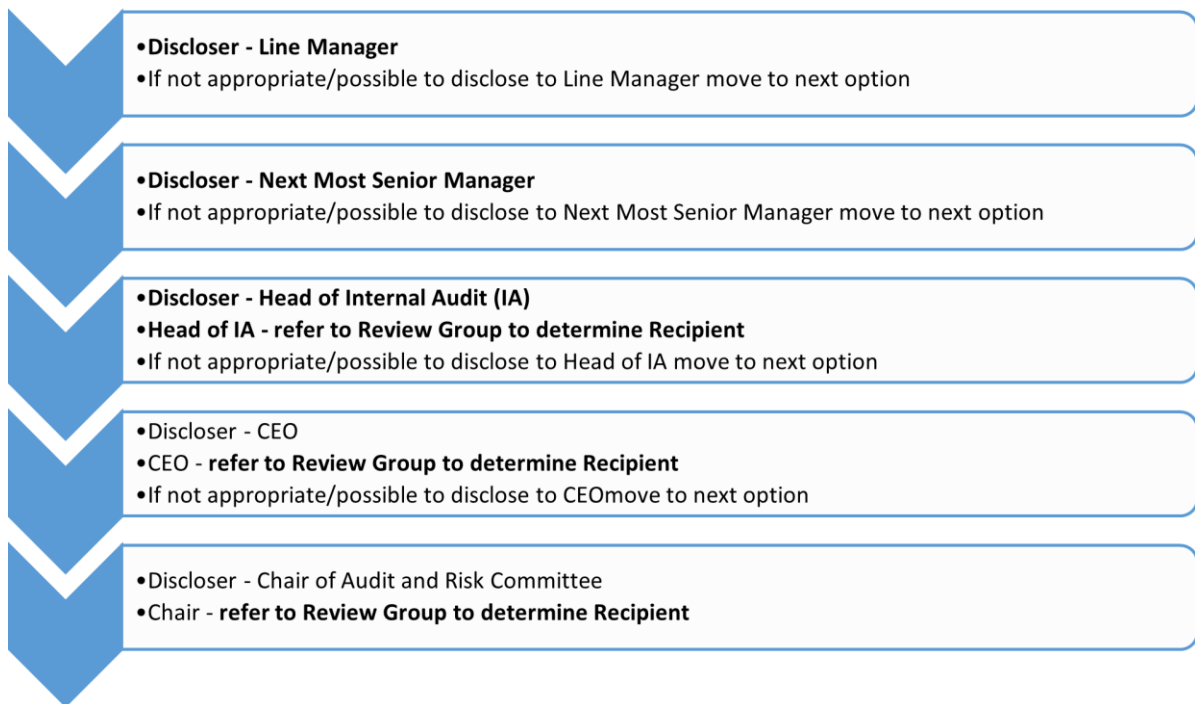 •Discloser - Line Manager
•If not appropriate/possible to disclose to Line Manager move to next option
•Discloser - Next Most Senior Manager
•If not appropriate/possible to disclose to Next Most Senior Manager move to next option
•Discloser - Head of Internal Audit (IA)
•Head of IA - refer to Review Group to determine Recipient
•If not appropriate/possible to disclose to Head of IA move to next option
•Discloser - CEO
•CEO - refer to Review Group to determine Recipient
•If not appropriate/possible to disclose to CEOmove to next option
•Discloser - Chair of Audit and Risk Committee
•Chair - refer to Review Group to determine Recipient